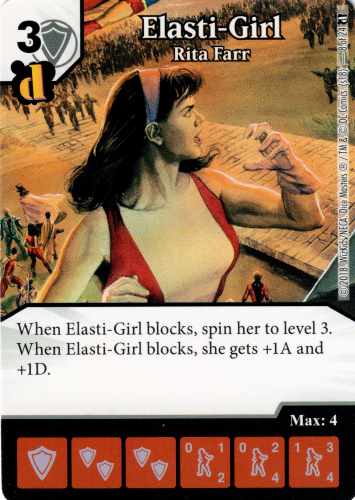 3
Elasti-Girl
Rita Farr
d
When Elasti-Girl blocks, spin her to level 3.
When Elasti-Girl blocks, she gets +1A and
+1D.
Max: 4
0 1 2
0 2 4
1 3 4